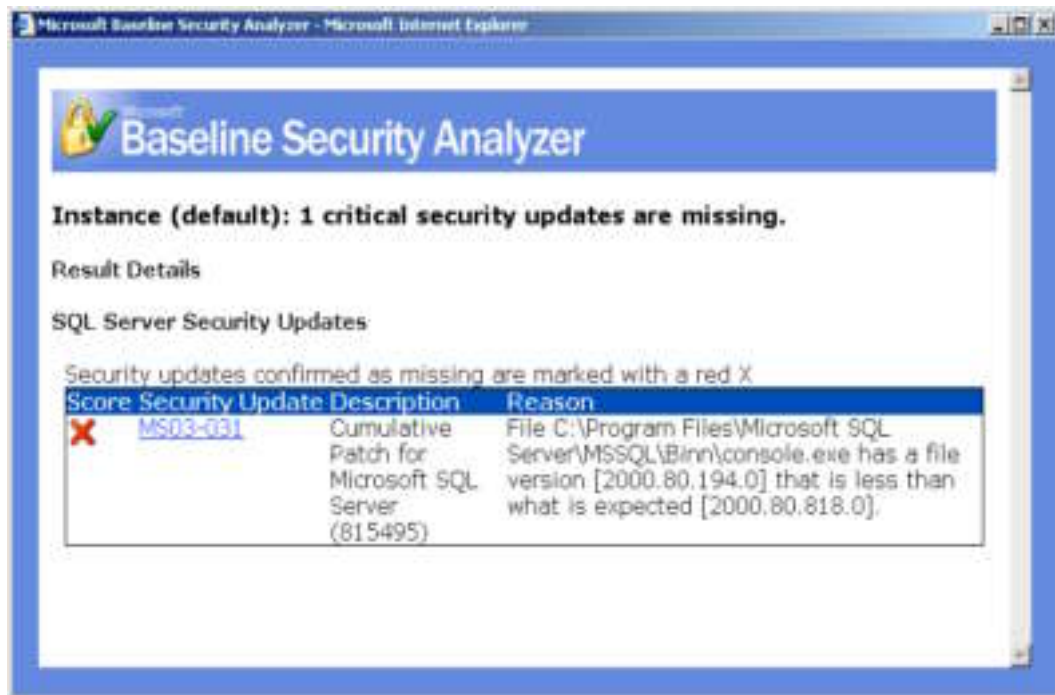 Microsoft Baseline Security Analyzer - Microsoft Internet Explorer
Microsoft
Baseline Security Analyzer
Instance (default): 1 critical security updates are missing.
Result Details
SQL Server Security Updates
Security updates confirmed as missing are marked with a red X
Score Security Update Description Reason
MS03-031 Cumulative File C:\Program Files\Microsoft SQL
Patch for Server\MSSQL\Binn\console.exe has a file
Microsoft SQL version [2000.80.194.0] that is less than
Server what is expected [2000.80.818.0].
(815495)